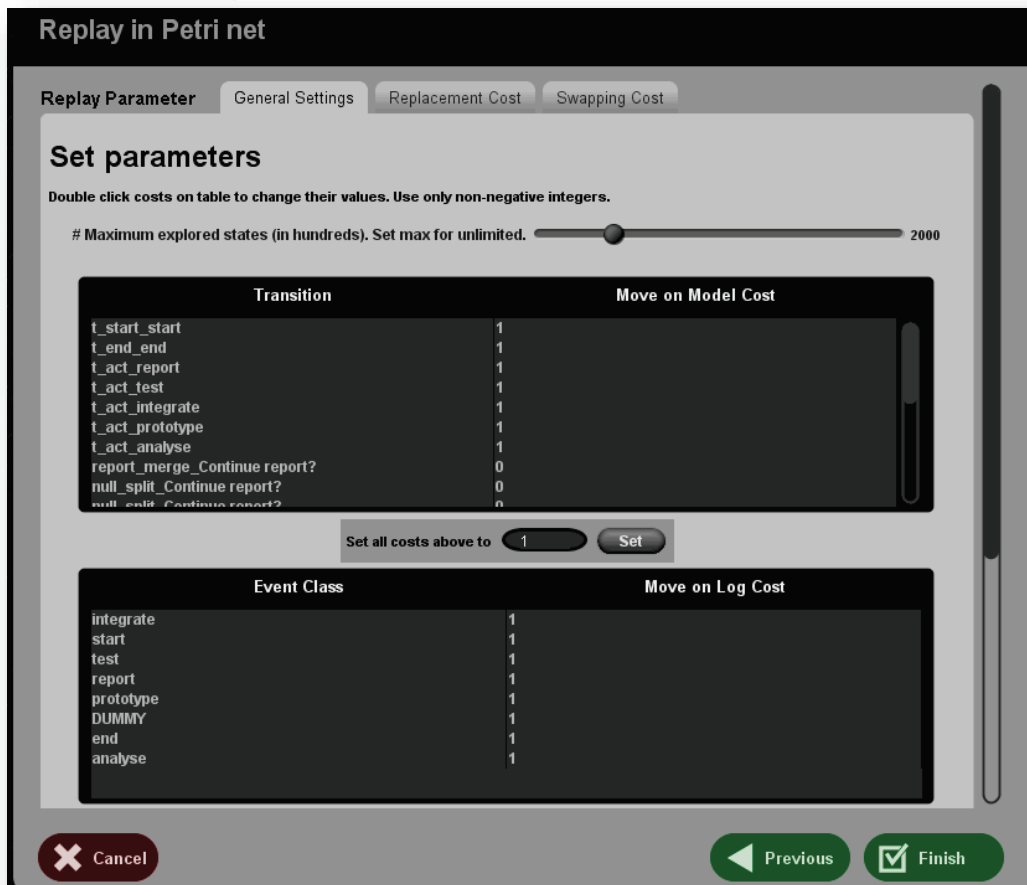 Replay in Petri net
Replay Parameter General Settings Replacement Cost Swapping Cost
Set parameters
Double click costs on table to change their values. Use only non-negative integers.
# Maximum explored states (in hundreds). Set max for unlimited. 2000
Transition Move on Model Cost
t_start_start 1
t_end_end 1
t_act_report 1
t_act_test 1
t_act_integrate 1
t_act_prototype 1
t_act_analyse 1
report_merge_Continue report? 0
null_split_Continue report? 0
null_split_Continue report? 0
Set all costs above to 1 Set
Event Class Move on Log Cost
integrate 1
start 1
test 1
report 1
prototype 1
DUMMY 1
end 1
analyse 1
Cancel Previous Finish